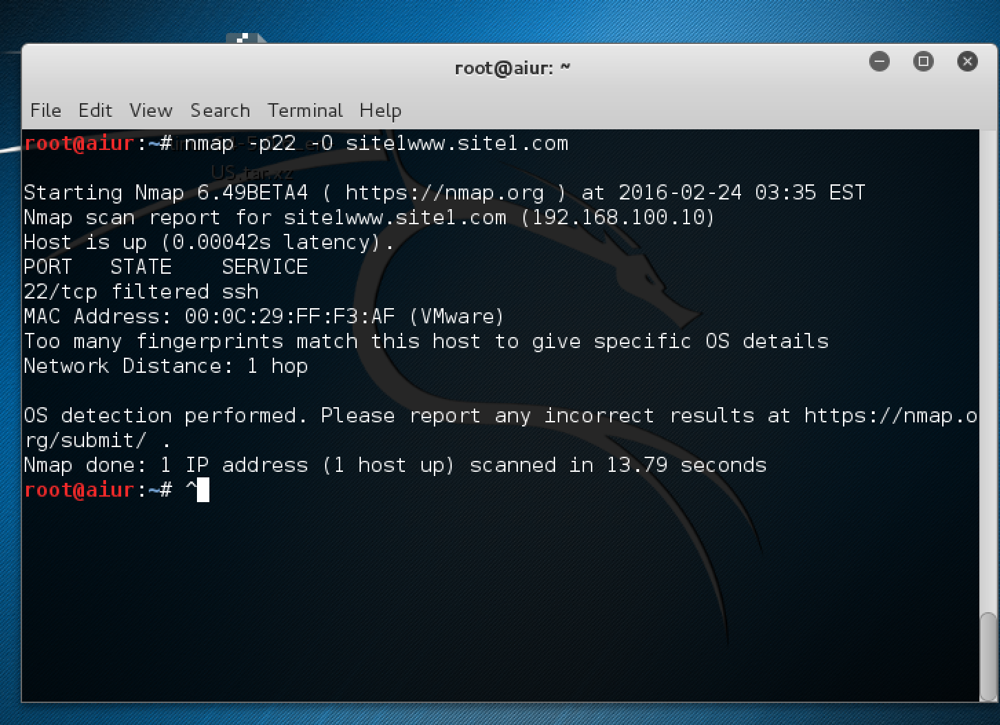 root@aiur: ~
File Edit View Search Terminal Help
root@aiur:~# nmap -p22 -O site1www.site1.com
US.tar.xz
Starting Nmap 6.49BETA4 ( https://nmap.org ) at 2016-02-24 03:35 EST
Nmap scan report for site1www.site1.com (192.168.100.10)
Host is up (0.00042s latency).
PORT   STATE    SERVICE
22/tcp filtered ssh
MAC Address: 00:0C:29:FF:F3:AF (VMware)
Too many fingerprints match this host to give specific OS details
Network Distance: 1 hop
OS detection performed. Please report any incorrect results at https://nmap.o
rg/submit/ .
Nmap done: 1 IP address (1 host up) scanned in 13.79 seconds
root@aiur:~# ^